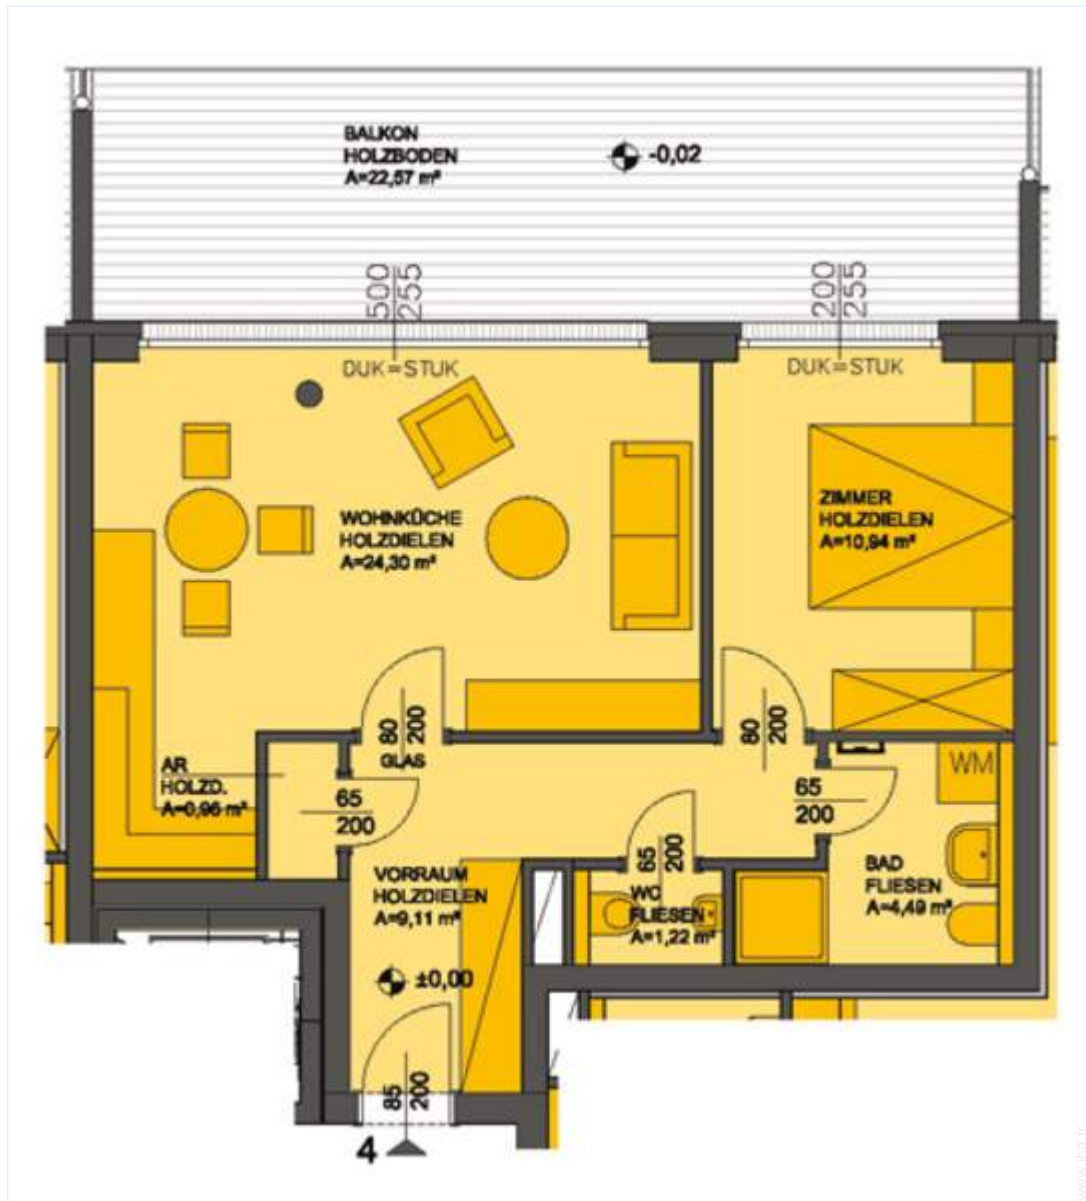 BALKON
HOLZBODEN
A=22,57 m²
-0,02
500
255
200
255
DUK=STUK
DUK=STUK
WOHNKÜCHE
HOLZDIELEN
A=24,30 m²
ZIMMER
HOLZDIELEN
A=10,94 m²
80
200
GLAS
80
200
AR
HOLZD.
A=0,96 m²
65
200
65
200
WM
65
200
VORRAUM
HOLZDIELEN
A=9,11 m²
WC
FLIESEN
A=1,22 m²
BAD
FLIESEN
A=4,49 m²
±0,00
85
200
4
www.iha.fr